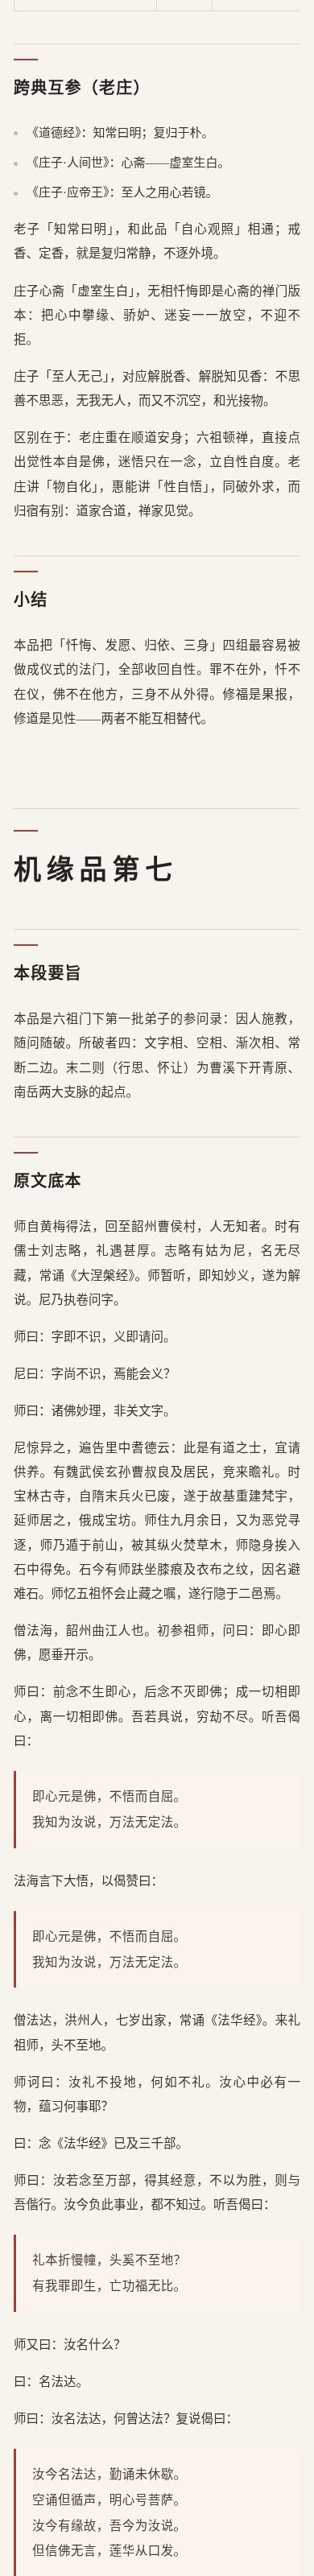 跨典互参（老庄）
《道德经》：知常曰明；复归于朴。
《庄子·人间世》：心斋——虚室生白。
《庄子·应帝王》：至人之用心若镜。
老子「知常曰明」，和此品「自心观照」相通；戒
香、定香，就是复归常静，不逐外境。
庄子心斋「虚室生白」，无相忏悔即是心斋的禅门版
本：把心中攀缘、骄妒、迷妄一一放空，不迎不
拒。
庄子「至人无己」，对应解脱香、解脱知见香：不思
善不思恶，无我无人，而又不沉空，和光接物。
区别在于：老庄重在顺道安身；六祖顿禅，直接点
出觉性本自是佛，迷悟只在一念，立自性自度。老
庄讲「物自化」，惠能讲「性自悟」，同破外求，而
归宿有别：道家合道，禅家见觉。
小结
本品把「忏悔、发愿、归依、三身」四组最容易被
做成仪式的法门，全部收回自性。罪不在外，忏不
在仪，佛不在他方，三身不从外得。修福是果报，
修道是见性——两者不能互相替代。
机缘品第七
本段要旨
本品是六祖门下第一批弟子的参问录：因人施教，
随问随破。所破者四：文字相、空相、渐次相、常
断二边。末二则（行思、怀让）为曹溪下开青原、
南岳两大支脉的起点。
原文底本
师自黄梅得法，回至韶州曹侯村，人无知者。时有
儒士刘志略，礼遇甚厚。志略有姑为尼，名无尽
藏，常诵《大涅槃经》。师暂听，即知妙义，遂为解
说。尼乃执卷问字。
师曰：字即不识，义即请问。
尼曰：字尚不识，焉能会义？
师曰：诸佛妙理，非关文字。
尼惊异之，遍告里中耆德云：此是有道之士，宜请
供养。有魏武侯玄孙曹叔良及居民，竞来瞻礼。时
宝林古寺，自隋末兵火已废，遂于故基重建梵宇，
延师居之，俄成宝坊。师住九月余日，又为恶党寻
逐，师乃遁于前山，被其纵火焚草木，师隐身挨入
石中得免。石今有师趺坐膝痕及衣布之纹，因名避
难石。师忆五祖怀会止藏之嘱，遂行隐于二邑焉。
僧法海，韶州曲江人也。初参祖师，问曰：即心即
佛，愿垂开示。
师曰：前念不生即心，后念不灭即佛；成一切相即
心，离一切相即佛。吾若具说，穷劫不尽。听吾偈
曰：
即心元是佛，不悟而自屈。
我知为汝说，万法无定法。
法海言下大悟，以偈赞曰：
即心元是佛，不悟而自屈。
我知为汝说，万法无定法。
僧法达，洪州人，七岁出家，常诵《法华经》。来礼
祖师，头不至地。
师诃曰：汝礼不投地，何如不礼。汝心中必有一
物，蕴习何事耶？
曰：念《法华经》已及三千部。
师曰：汝若念至万部，得其经意，不以为胜，则与
吾偕行。汝今负此事业，都不知过。听吾偈曰：
礼本折慢幢，头奚不至地？
有我罪即生，亡功福无比。
师又曰：汝名什么？
曰：名法达。
师曰：汝名法达，何曾达法？复说偈曰：
汝今名法达，勤诵未休歇。
空诵但循声，明心号菩萨。
汝今有缘故，吾今为汝说。
但信佛无言，莲华从口发。